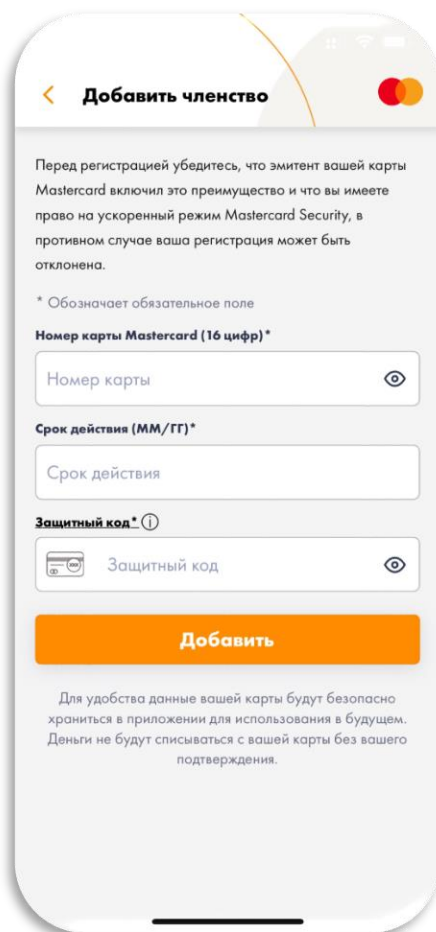 Добавить членство
Перед регистрацией убедитесь, что эмитент вашей карты
Mastercard включил это преимущество и что вы имеете
право на ускоренный режим Mastercard Security, в
противном случае ваша регистрация может быть
отклонена.
* Обозначает обязательное поле
Номер карты Mastercard (16 цифр)*
Номер карты
Срок действия (ММ/ГГ)*
Срок действия
Защитный код*
Защитный код
Добавить
Для удобства данные вашей карты будут безопасно
храниться в приложении для использования в будущем.
Деньги не будут списываться с вашей карты без вашего
подтверждения.